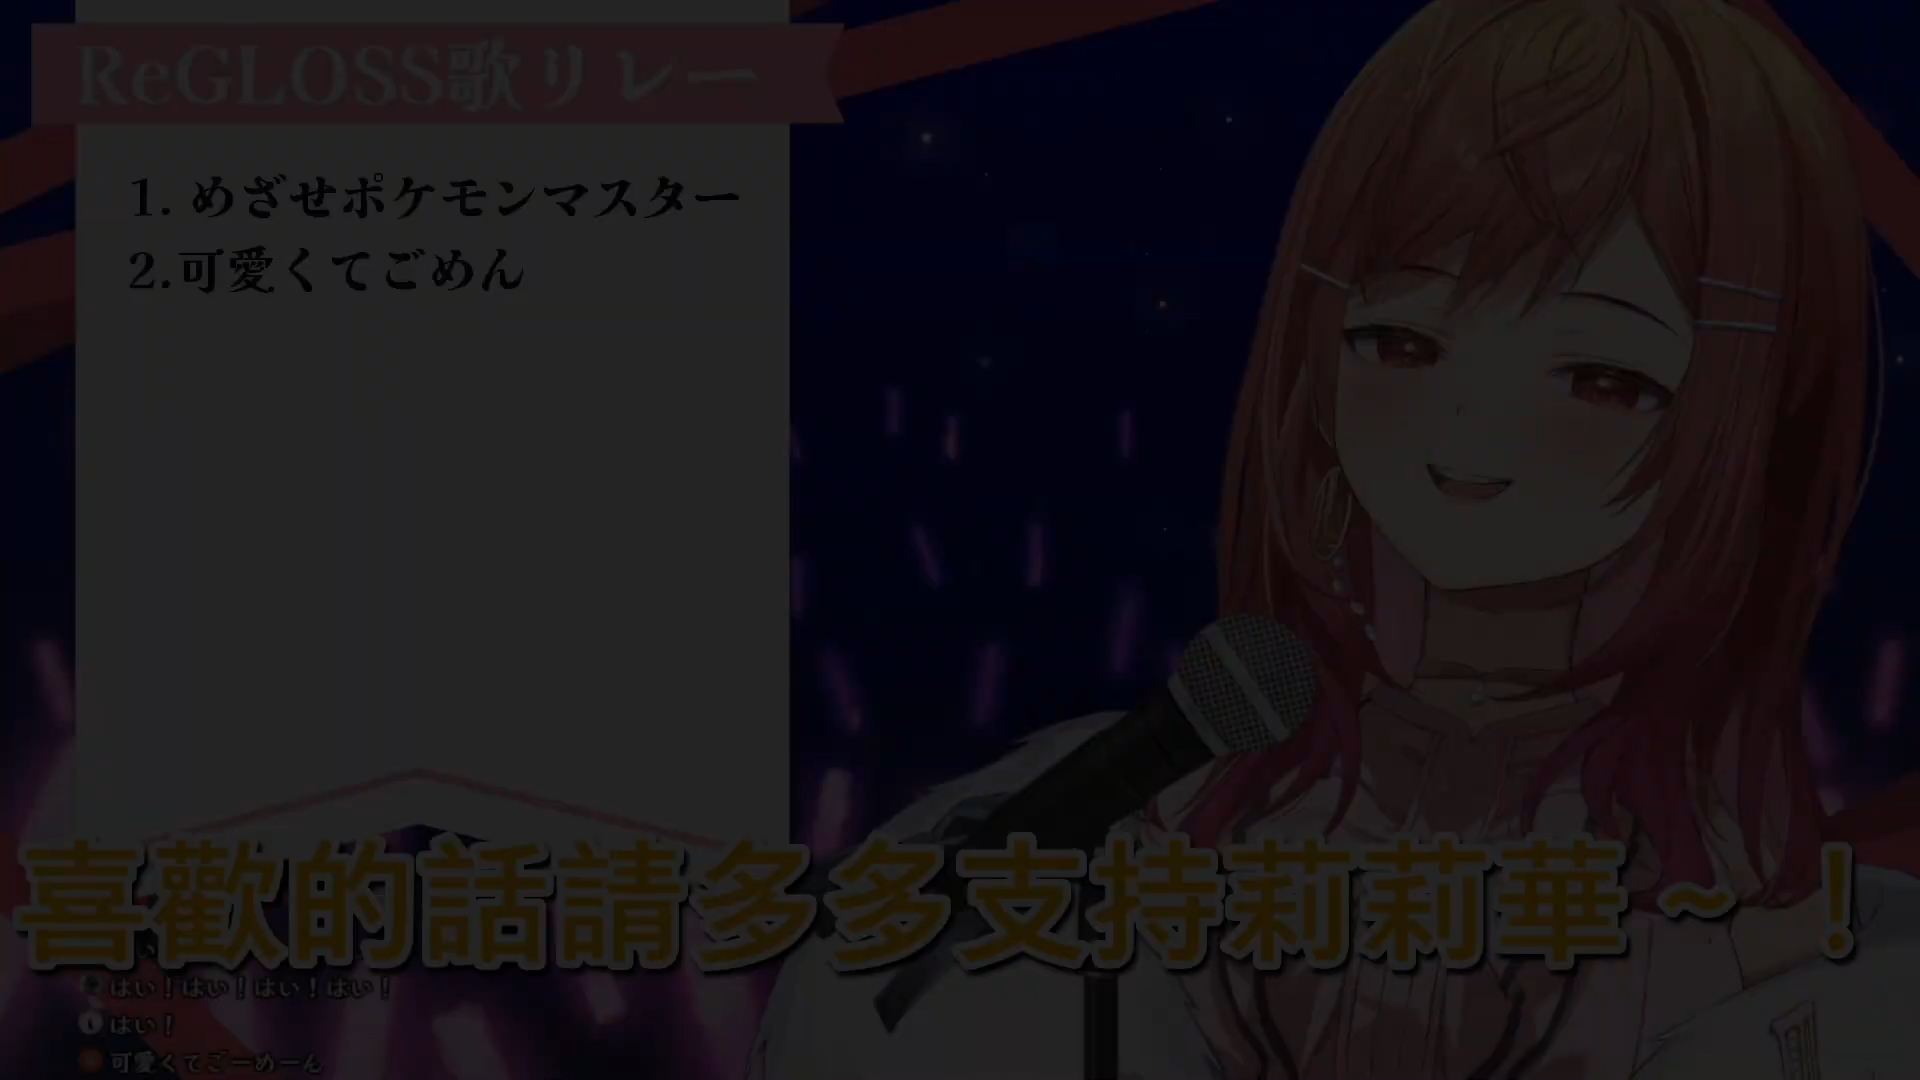 ReGLOSS歌リレー
1. めざせポケモンマスター
2.可愛くてごめん
喜歡的話請多多支持莉莉華～！
はい！はい！はい！はい！
はい！
可愛くてごーめーん